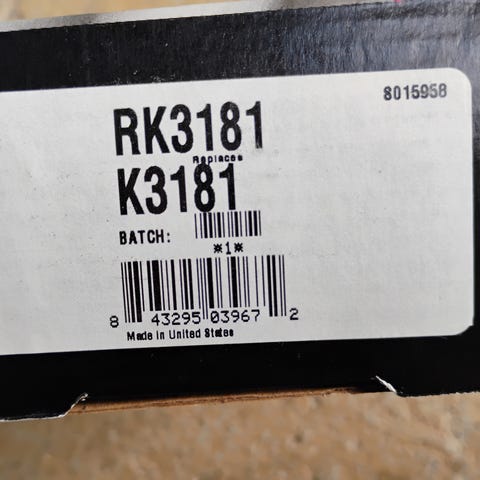 8015958
RK3181
Replaces
K3181
BATCH:
*1*
8 43295 03967 2
Made in United States